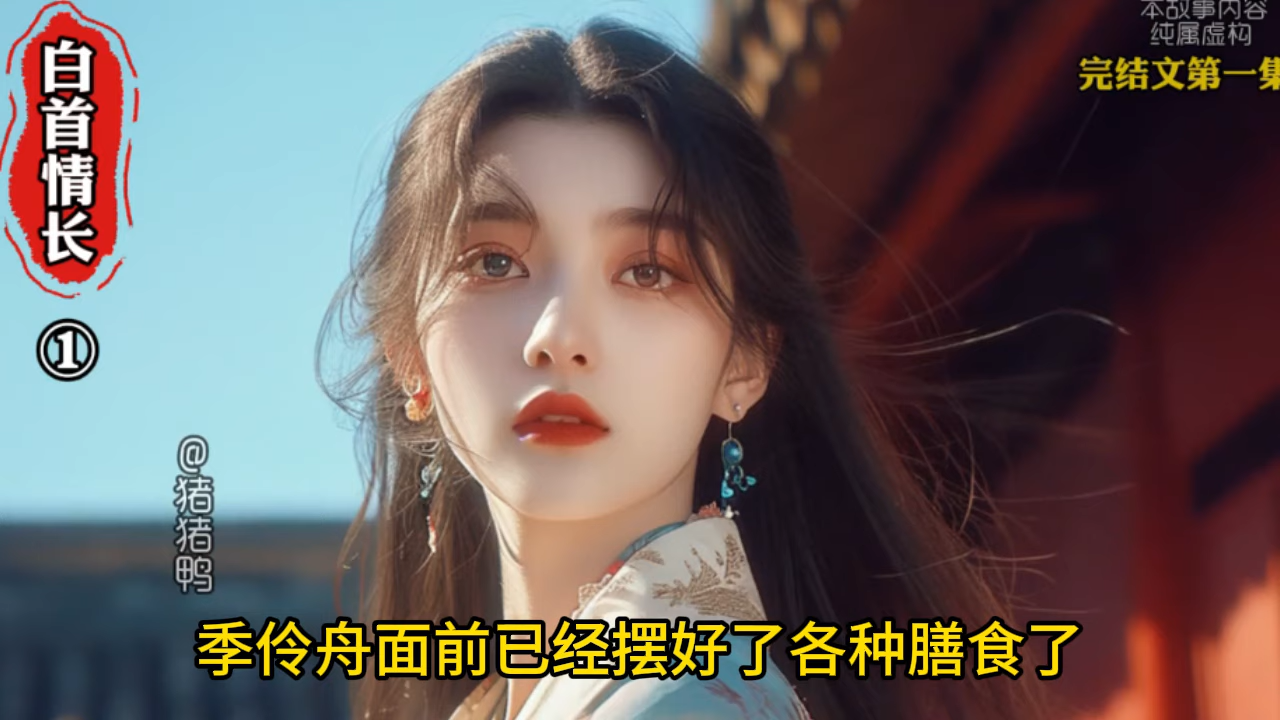 白首情长
①
本故事内容
纯属虚构
完结文第一集
@猪猪鸭
季伶舟面前已经摆好了各种膳食了